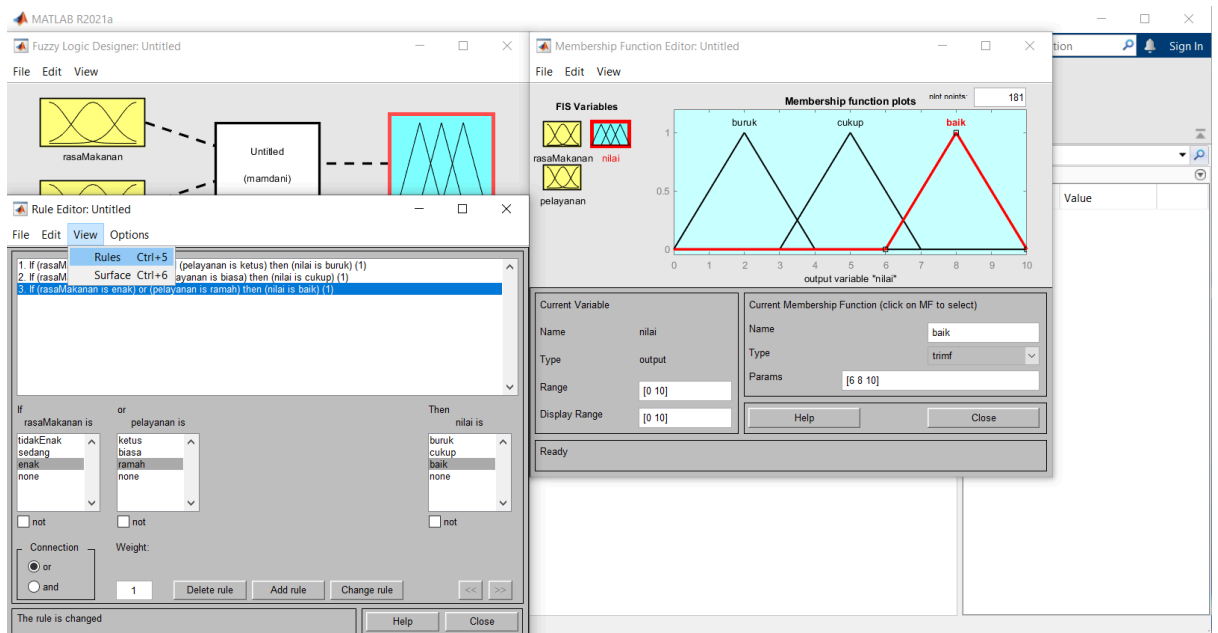 MATLAB R2021a
Fuzzy Logic Designer: Untitled
File Edit View
rasaMakanan
Untitled
(mamdani)
Membership Function Editor: Untitled
File Edit View
FIS Variables
rasaMakanan
nilai
pelayanan
Membership function plots
plot points:
181
buruk
cukup
baik
1
0.5
0
0 1 2 3 4 5 6 7 8 9 10
output variable "nilai"
Current Variable
Name nilai
Type output
Range [0 10]
Display Range [0 10]
Current Membership Function (click on MF to select)
Name baik
Type trimf
Params [6 8 10]
Help Close
Ready
tion
Sign In
Value
Rule Editor: Untitled
File Edit View Options
Rules Ctrl+5
Surface Ctrl+6
1. If (rasaM (pelayanan is ketus) then (nilai is buruk) (1)
2. If (rasaM ayanan is biasa) then (nilai is cukup) (1)
3. If (rasaMakanan is enak) or (pelayanan is ramah) then (nilai is baik) (1)
If
rasaMakanan is
tidakEnak
sedang
enak
none
not
or
pelayanan is
ketus
biasa
ramah
none
not
Then
nilai is
buruk
cukup
baik
none
not
Connection
or
and
Weight:
1
Delete rule Add rule Change rule << >>
The rule is changed
Help Close